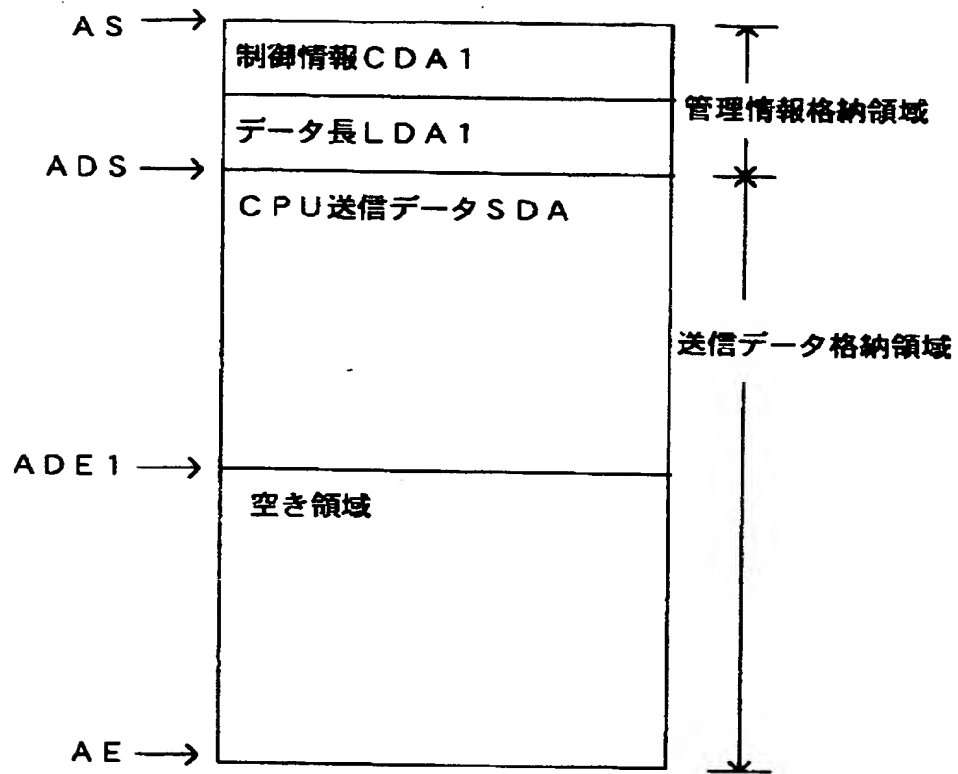 AS
制御情報CDA1
管理情報格納領域
データ長LDA1
ADS
CPU送信データSDA
送信データ格納領域
ADE1
空き領域
AE